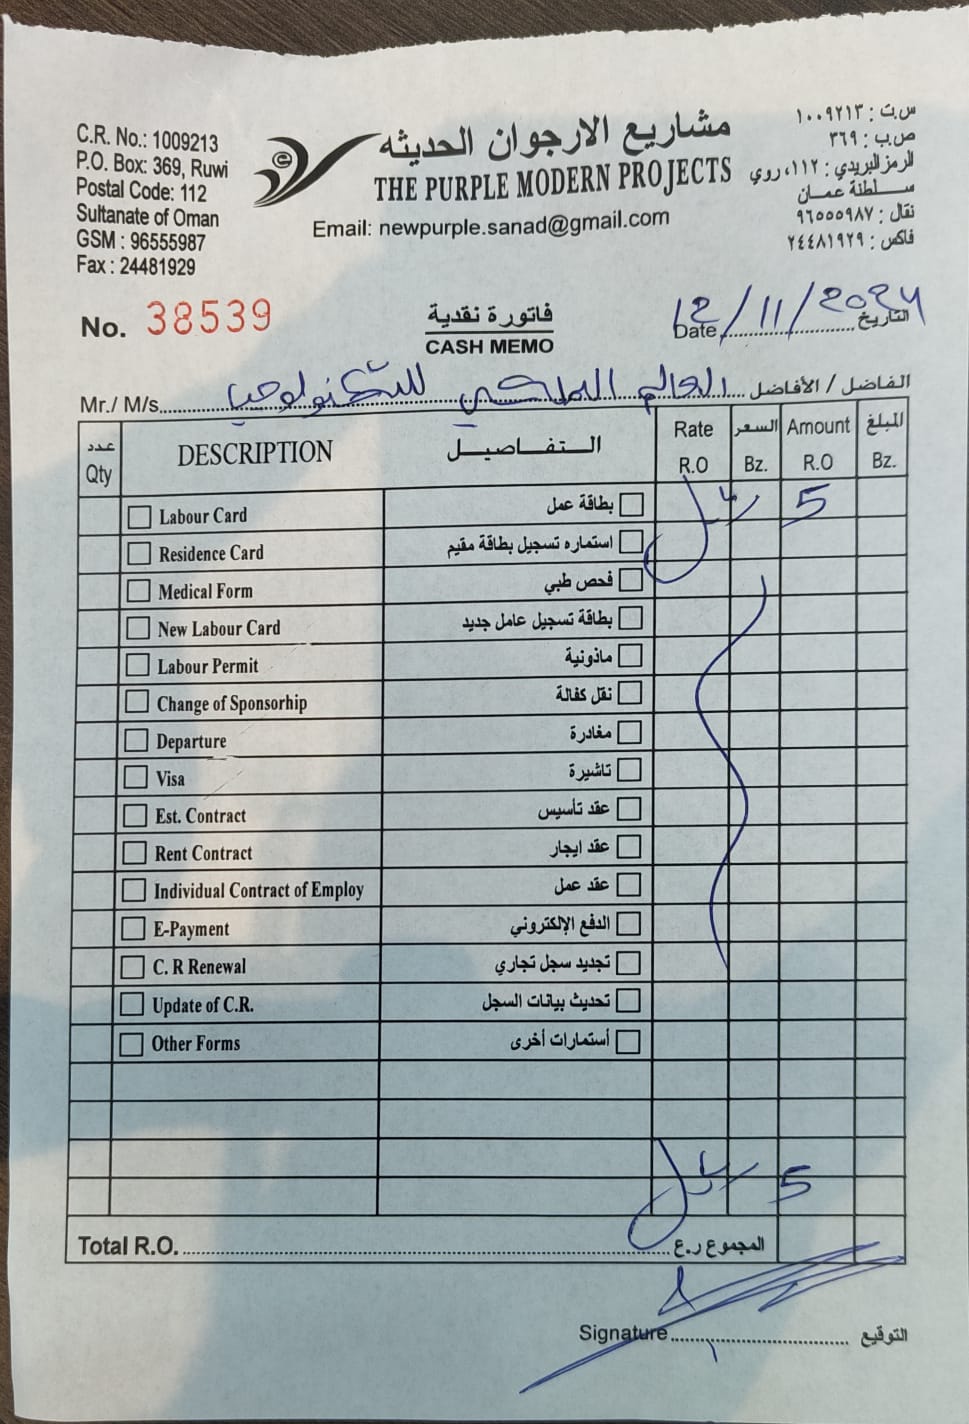 C.R. No.: 1009213
P.O. Box: 369, Ruwi
Postal Code: 112
Sultanate of Oman
GSM : 96555987
Fax : 24481929
مشاريع الارجوان الحديثه
THE PURPLE MODERN PROJECTS
Email: newpurple.sanad@gmail.com
س.ت : ١٠٠٩٢١٣
ص.ب : ٣٦٩
الرمز البريدي : ١١٢، روي
سلطنة عمان
نقال : ٩٦٥٥٥٩٨٧
فاكس : ٢٤٤٨١٩٢٩
No. 38539
فاتورة نقدية
CASH MEMO
Date 12/11/2024 التاريخ
Mr./ M/s. العالم الملكي للتكنولوجيا الفاضل / الأفاضل
عدد Qty DESCRIPTION التفاصيل Rate السعر Amount المبلغ
R.O Bz. R.O Bz.
Labour Card بطاقة عمل ريال 5
Residence Card استماره تسجيل بطاقة مقيم
Medical Form فحص طبي
New Labour Card بطاقة تسجيل عامل جديد
Labour Permit ماذونية
Change of Sponsorhip نقل كفالة
Departure مغادرة
Visa تاشيرة
Est. Contract عقد تأسيس
Rent Contract عقد ايجار
Individual Contract of Employ عقد عمل
E-Payment الدفع الإلكتروني
C. R Renewal تجديد سجل تجاري
Update of C.R. تحديث بيانات السجل
Other Forms أستمارات أخرى
ريال 5
Total R.O. المجموع ر.ع
Signature التوقيع